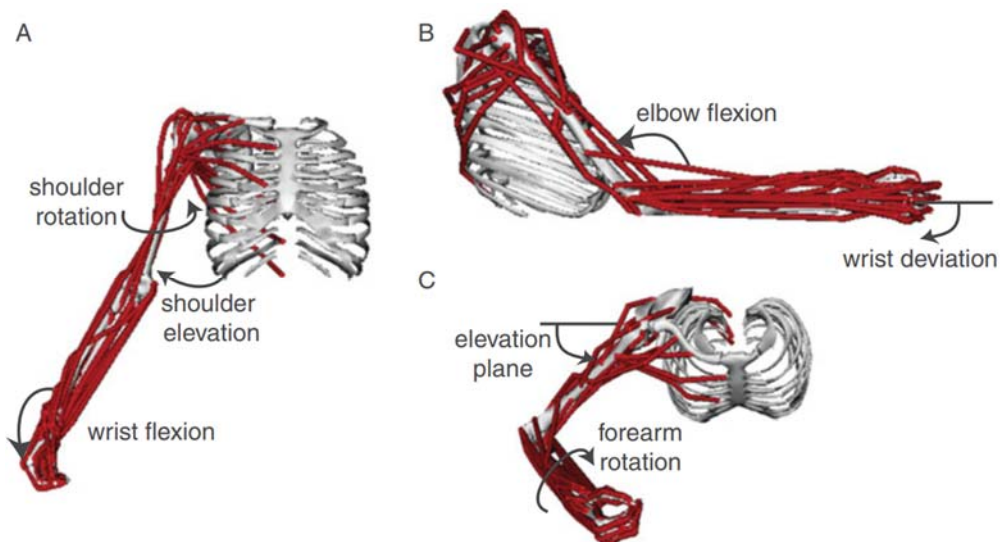 A
shoulder
rotation
shoulder
elevation
wrist flexion
B
elbow flexion
wrist deviation
C
elevation
plane
forearm
rotation